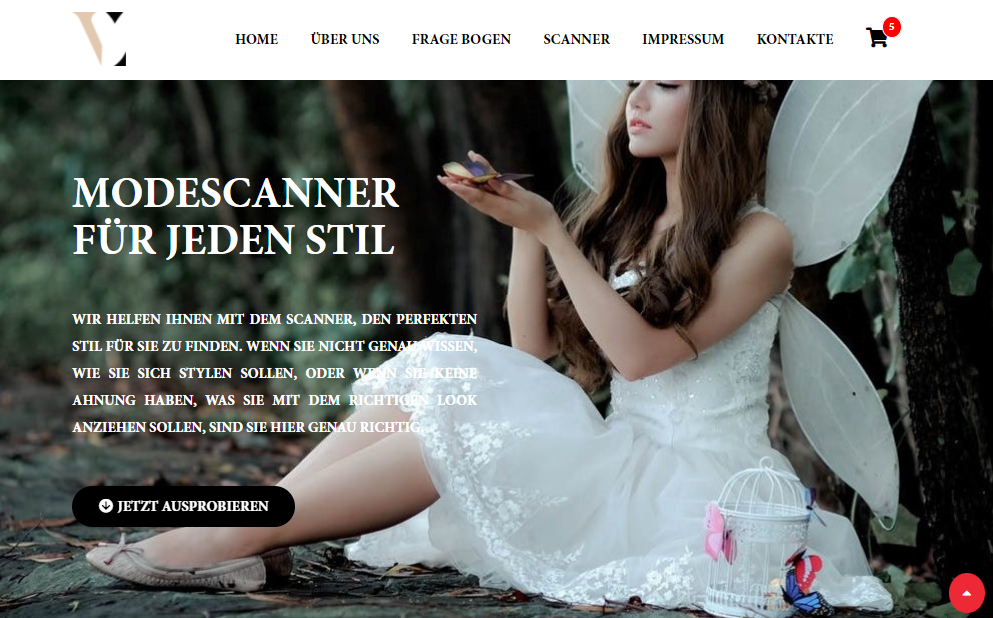 HOME ÜBER UNS FRAGE BOGEN SCANNER IMPRESSUM KONTAKTE 5
MODESCANNER
FÜR JEDEN STIL
WIR HELFEN IHNEN MIT DEM SCANNER, DEN PERFEKTEN
STIL FÜR SIE ZU FINDEN. WENN SIE NICHT GENAU WISSEN,
WIE SIE SICH STYLEN SOLLEN, ODER WENN SIE KEINE
AHNUNG HABEN, WAS SIE MIT DEM RICHTIGEN LOOK
ANZIEHEN SOLLEN, SIND SIE HIER GENAU RICHTIG.
JETZT AUSPROBIEREN